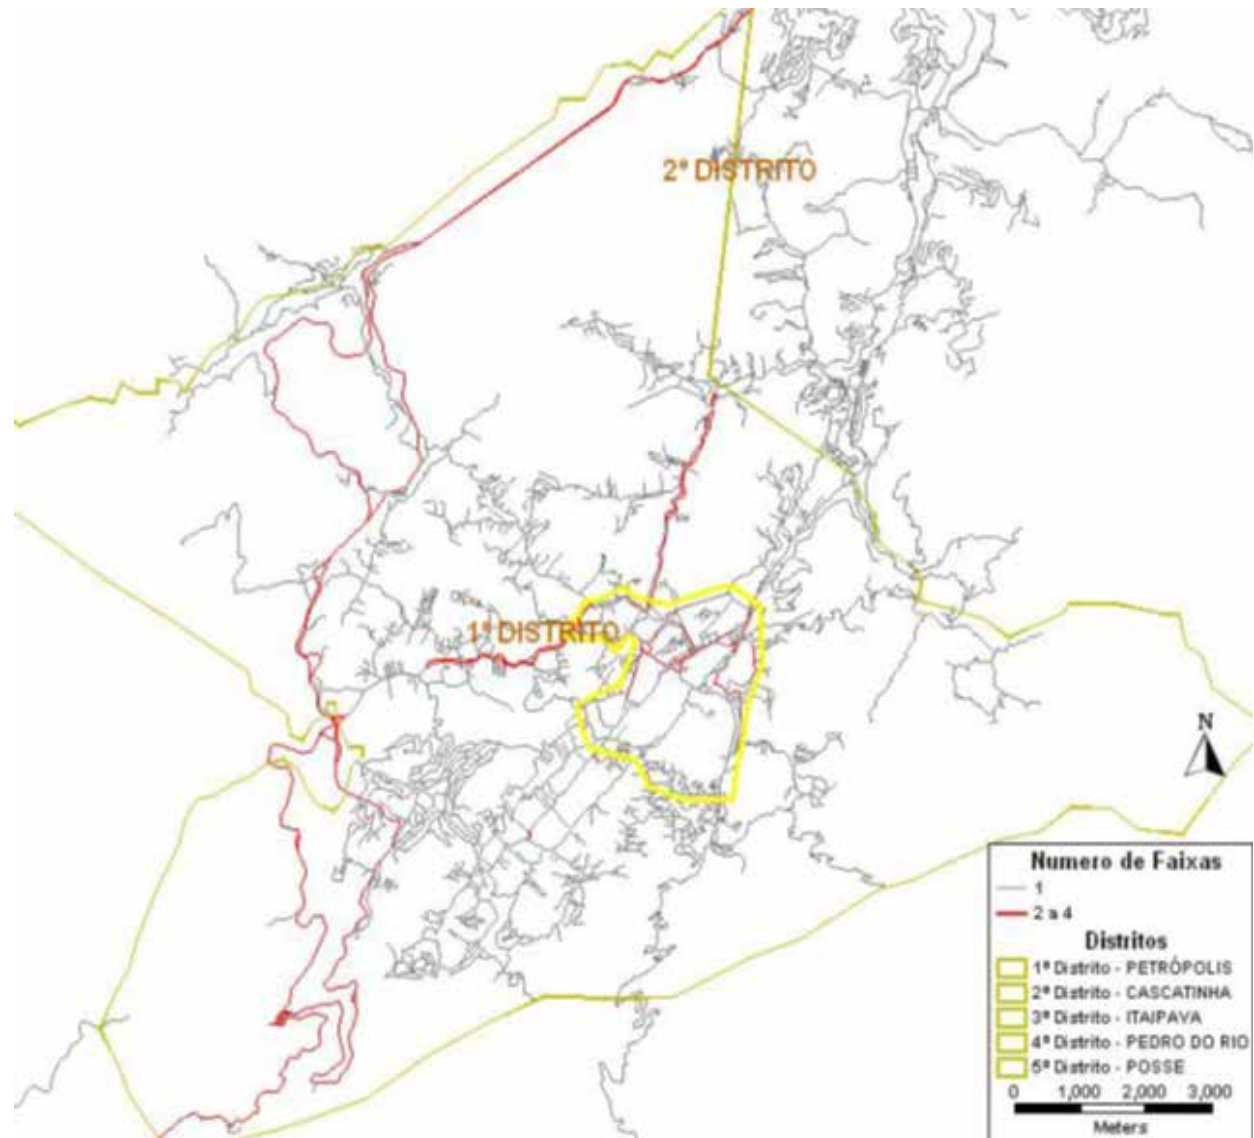 2º DISTRITO
1º DISTRITO
N
Numero de Faixas
1
2 a 4
Distritos
1º Distrito - PETRÓPOLIS
2º Distrito - CASCATINHA
3º Distrito - ITAIPAVA
4º Distrito - PEDRO DO RIO
5º Distrito - POSSE
0 1,000 2,000 3,000
Meters